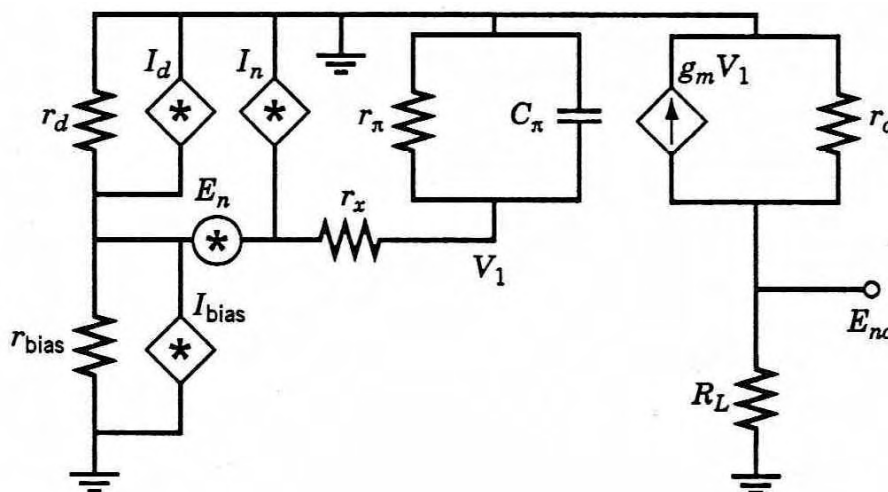 I_d
I_n
g_m V_1
r_d
r_π
C_π
E_n
r_x
V_1
I_bias
r_bias
R_L